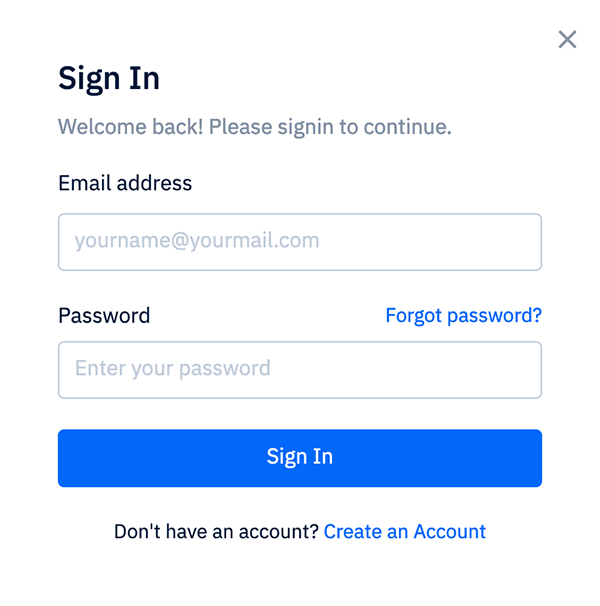 Sign In
Welcome back! Please signin to continue.
Email address
yourname@yourmail.com
Password Forgot password?
Enter your password
Sign In
Don't have an account? Create an Account